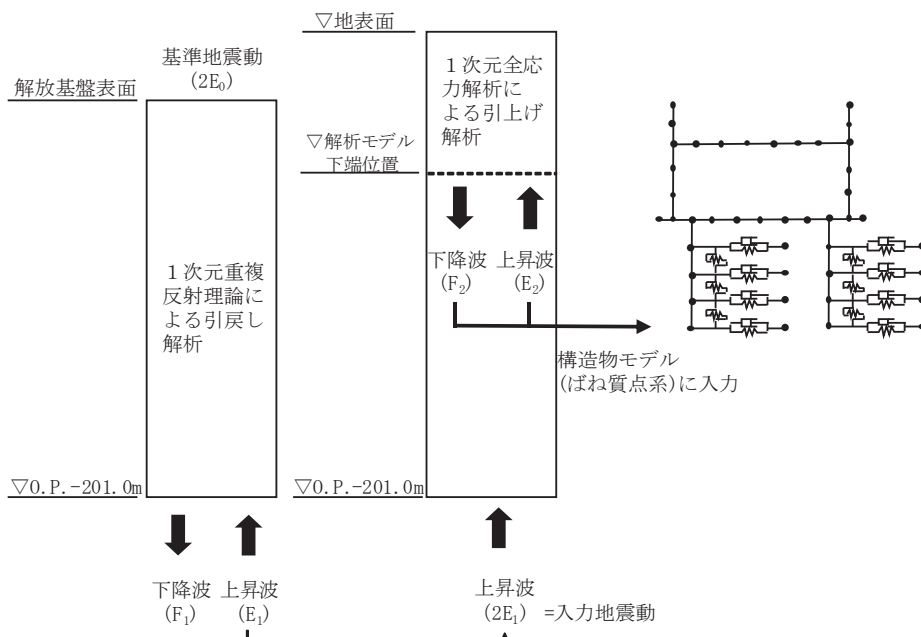 ▽地表面
基準地震動
(2E₀)
解放基盤表面
１次元全応
力解析に
よる引上げ
解析
▽解析モデル
下端位置
１次元重複
反射理論に
よる引戻し
解析
下降波
(F₂)
上昇波
(E₂)
構造物モデル
(ばね質点系)に入力
▽O.P.-201.0m
▽O.P.-201.0m
下降波
(F₁)
上昇波
(E₁)
上昇波
(2E₁) =入力地震動